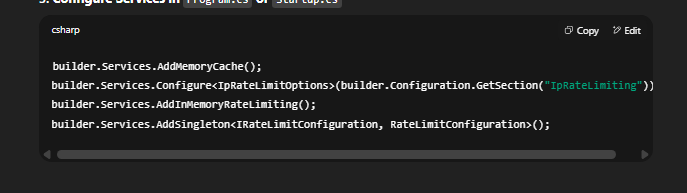 3. Configure Services in Program.cs or Startup.cs
csharp
Copy
Edit
builder.Services.AddMemoryCache();
builder.Services.Configure<IpRateLimitOptions>(builder.Configuration.GetSection("IpRateLimiting"))
builder.Services.AddInMemoryRateLimiting();
builder.Services.AddSingleton<IRateLimitConfiguration, RateLimitConfiguration>();